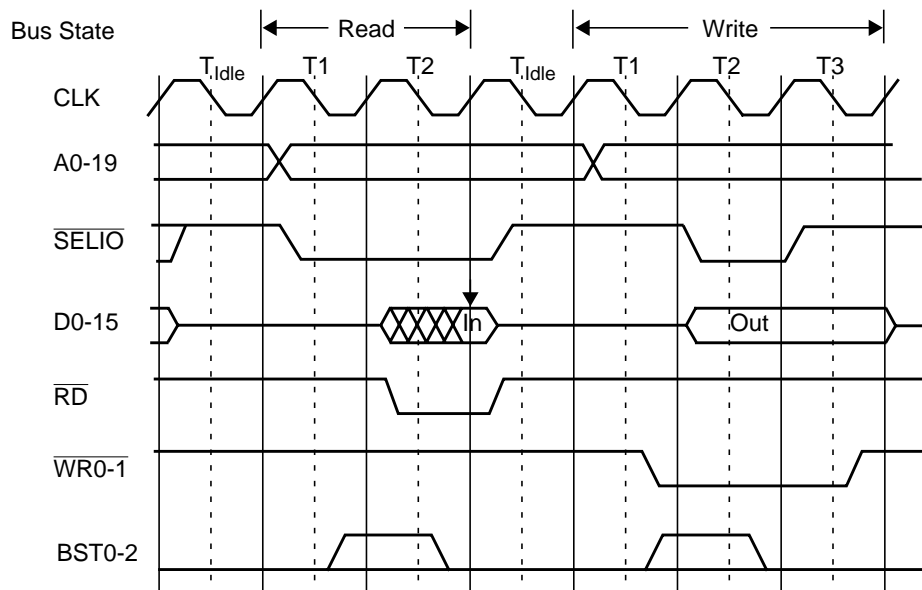 Bus State
Read
Write
TIdle T1 T2 TIdle T1 T2 T3
CLK
A0-19
SELIO
D0-15 In Out
RD
WR0-1
BST0-2